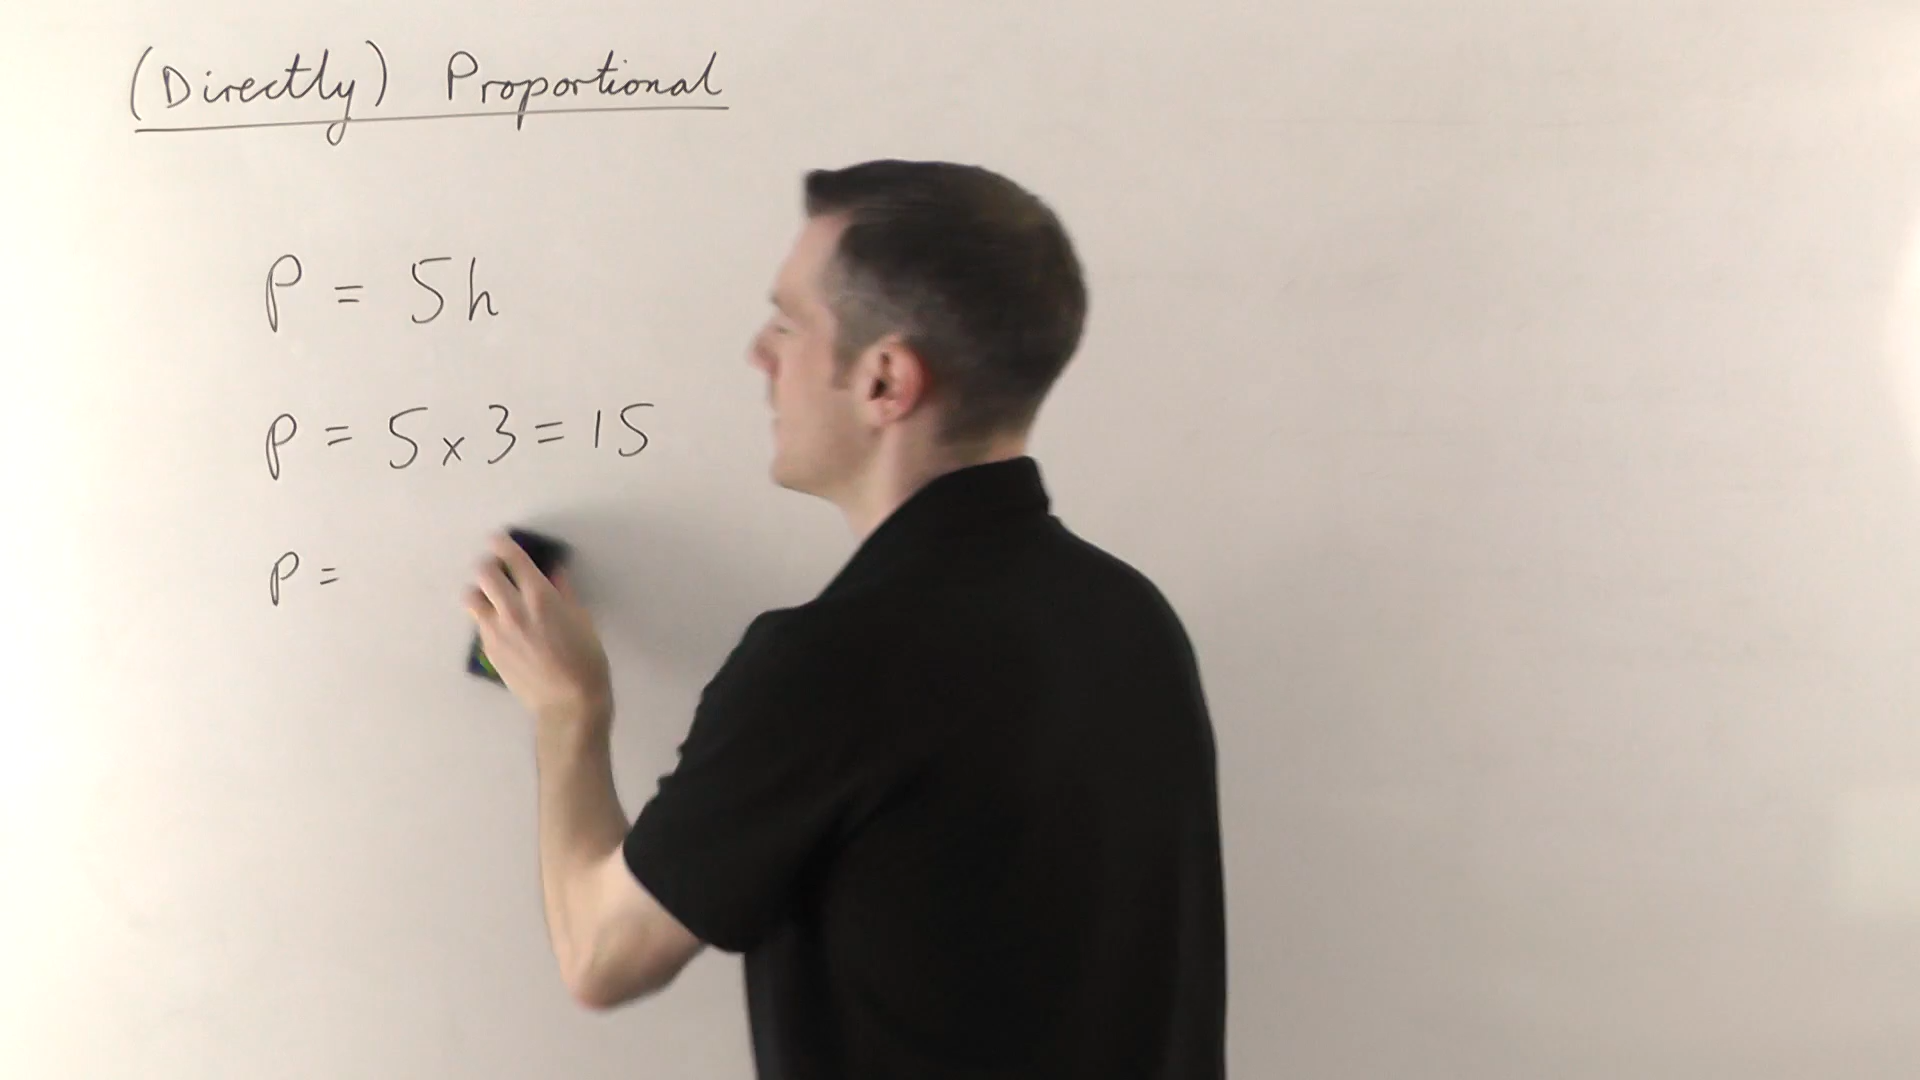 (Directly) Proportional
P = 5h
P = 5 x 3 = 15
P =